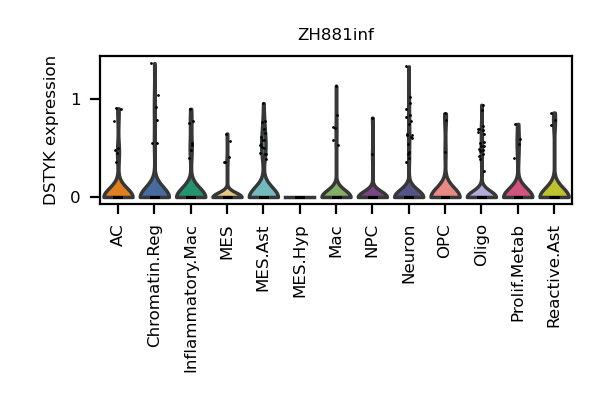 ZH881inf
DSTYK expression
1
0
AC
Chromatin.Reg
Inflammatory.Mac
MES
MES.Ast
MES.Hyp
Mac
NPC
Neuron
OPC
Oligo
Prolif.Metab
Reactive.Ast